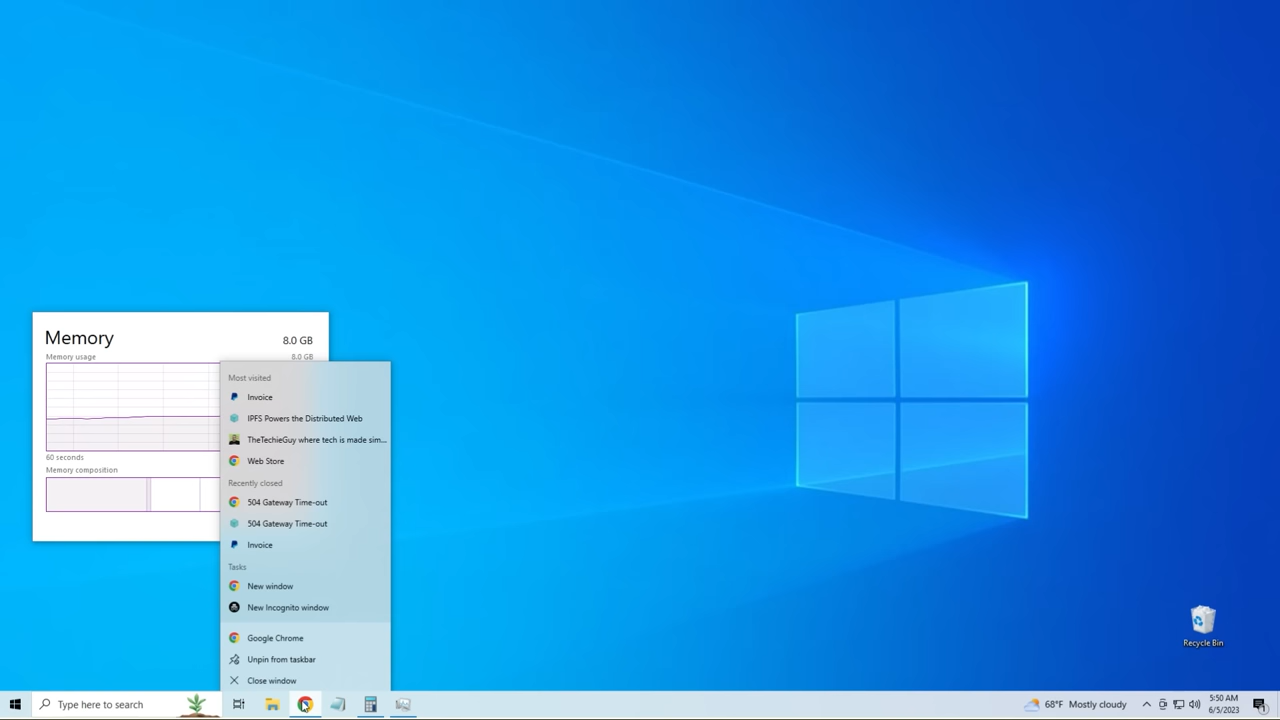 Memory
8.0 GB
Memory usage
8.0 GB
60 seconds
Memory composition
Most visited
Invoice
IPFS Powers the Distributed Web
TheTechieGuy where tech is made sim...
Web Store
Recently closed
504 Gateway Time-out
504 Gateway Time-out
Invoice
Tasks
New window
New Incognito window
Google Chrome
Unpin from taskbar
Close window
Recycle Bin
Type here to search
68°F Mostly cloudy
5:50 AM
6/5/2023
1